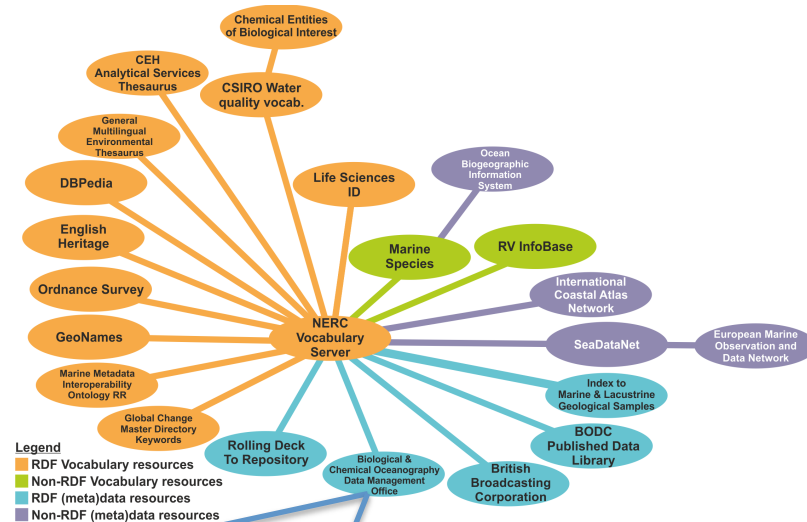 Chemical Entities
of Biological Interest
CEH
Analytical Services
Thesaurus
CSIRO Water
quality vocab.
General
Multilingual
Environmental
Thesaurus
Ocean
Biogeographic
Information
System
DBPedia
Life Sciences
ID
English
Heritage
Marine
Species
RV InfoBase
Ordnance Survey
International
Coastal Atlas
Network
NERC
Vocabulary
Server
GeoNames
SeaDataNet
European Marine
Observation and
Data Network
Marine Metadata
Interoperability
Ontology RR
Index to
Marine & Lacustrine
Geological Samples
Global Change
Master Directory
Keywords
Rolling Deck
To Repository
BODC
Published Data
Library
Biological &
Chemical Oceanography
Data Management
Office
British
Broadcasting
Corporation
Legend
RDF Vocabulary resources
Non-RDF Vocabulary resources
RDF (meta)data resources
Non-RDF (meta)data resources